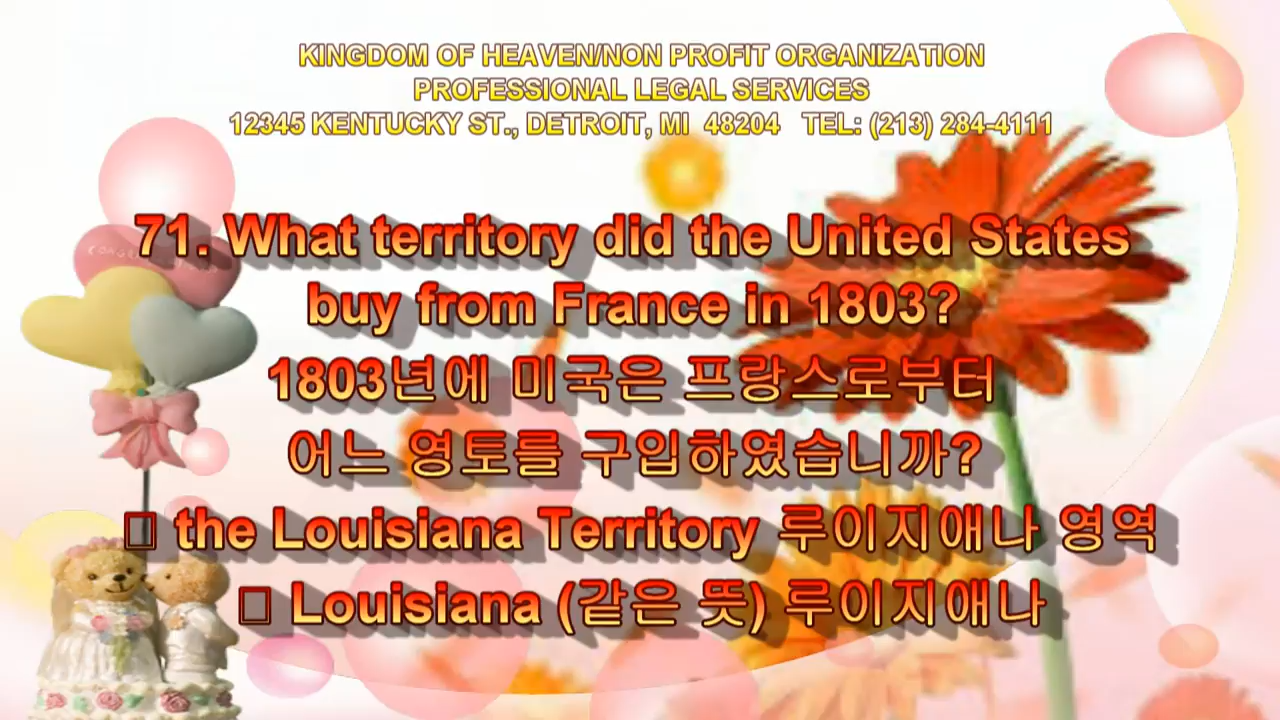 KINGDOM OF HEAVEN/NON PROFIT ORGANIZATION
PROFESSIONAL LEGAL SERVICES
12345 KENTUCKY ST., DETROIT, MI 48204 TEL: (213) 284-4111
71. What territory did the United States
buy from France in 1803?
1803년에 미국은 프랑스로부터
어느 영토를 구입하였습니까?
□ the Louisiana Territory 루이지애나 영역
□ Louisiana (같은 뜻) 루이지애나